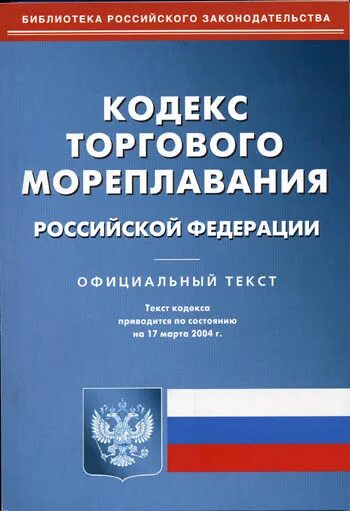 БИБЛИОТЕКА РОССИЙСКОГО ЗАКОНОДАТЕЛЬСТВА
КОДЕКС
ТОРГОВОГО
МОРЕПЛАВАНИЯ
РОССИЙСКОЙ ФЕДЕРАЦИИ
ОФИЦИАЛЬНЫЙ ТЕКСТ
Текст кодекса
приводится по состоянию
на 17 марта 2004 г.